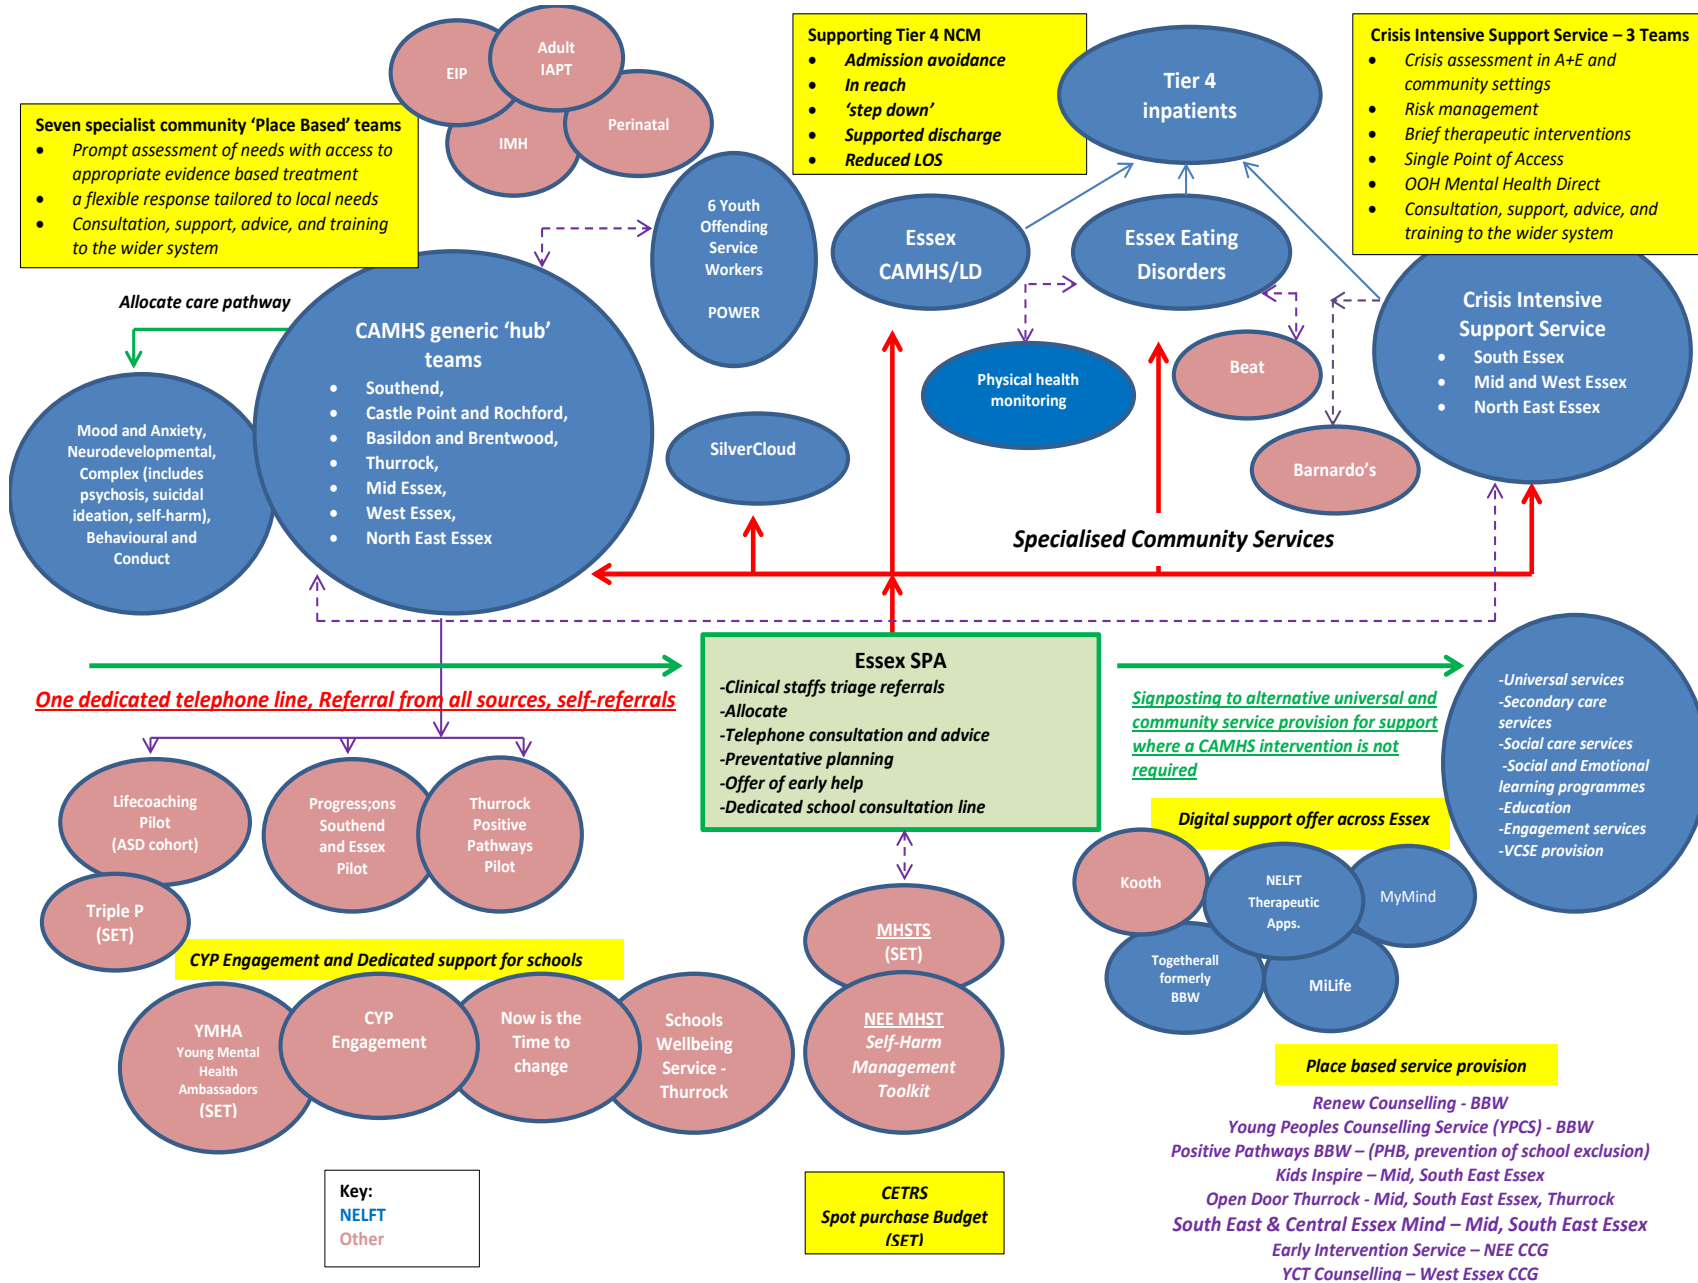 EIP
Adult
IAPT
IMH
Perinatal
Supporting Tier 4 NCM
• Admission avoidance
• In reach
• ‘step down’
• Supported discharge
• Reduced LOS
Tier 4
inpatients
Crisis Intensive Support Service – 3 Teams
• Crisis assessment in A+E and
community settings
• Risk management
• Brief therapeutic interventions
• Single Point of Access
• OOH Mental Health Direct
• Consultation, support, advice, and
training to the wider system
Seven specialist community ‘Place Based’ teams
• Prompt assessment of needs with access to
appropriate evidence based treatment
• a flexible response tailored to local needs
• Consultation, support, advice, and training
to the wider system
6 Youth
Offending
Service
Workers
POWER
Essex
CAMHS/LD
Essex Eating
Disorders
Allocate care pathway
CAMHS generic ‘hub’
teams
• Southend,
• Castle Point and Rochford,
• Basildon and Brentwood,
• Thurrock,
• Mid Essex,
• West Essex,
• North East Essex
Crisis Intensive
Support Service
• South Essex
• Mid and West Essex
• North East Essex
Physical health
monitoring
Beat
Barnardo’s
SilverCloud
Mood and Anxiety,
Neurodevelopmental,
Complex (includes
psychosis, suicidal
ideation, self-harm),
Behavioural and
Conduct
Specialised Community Services
Essex SPA
-Clinical staffs triage referrals
-Allocate
-Telephone consultation and advice
-Preventative planning
-Offer of early help
-Dedicated school consultation line
One dedicated telephone line, Referral from all sources, self-referrals
Signposting to alternative universal and
community service provision for support
where a CAMHS intervention is not
required
-Universal services
-Secondary care
services
-Social care services
-Social and Emotional
learning programmes
-Education
-Engagement services
-VCSE provision
Lifecoaching
Pilot
(ASD cohort)
Progress;ons
Southend
and Essex
Pilot
Thurrock
Positive
Pathways
Pilot
Triple P
(SET)
Digital support offer across Essex
Kooth
NELFT
Therapeutic
Apps.
MyMind
Togetherall
formerly
BBW
MiLife
CYP Engagement and Dedicated support for schools
YMHA
Young Mental
Health
Ambassadors
(SET)
CYP
Engagement
Now is the
Time to
change
Schools
Wellbeing
Service -
Thurrock
MHSTS
(SET)
NEE MHST
Self-Harm
Management
Toolkit
Place based service provision
Renew Counselling - BBW
Young Peoples Counselling Service (YPCS) - BBW
Positive Pathways BBW – (PHB, prevention of school exclusion)
Kids Inspire – Mid, South East Essex
Open Door Thurrock - Mid, South East Essex, Thurrock
South East & Central Essex Mind – Mid, South East Essex
Early Intervention Service – NEE CCG
YCT Counselling – West Essex CCG
Key:
NELFT
Other
CETRS
Spot purchase Budget
(SET)